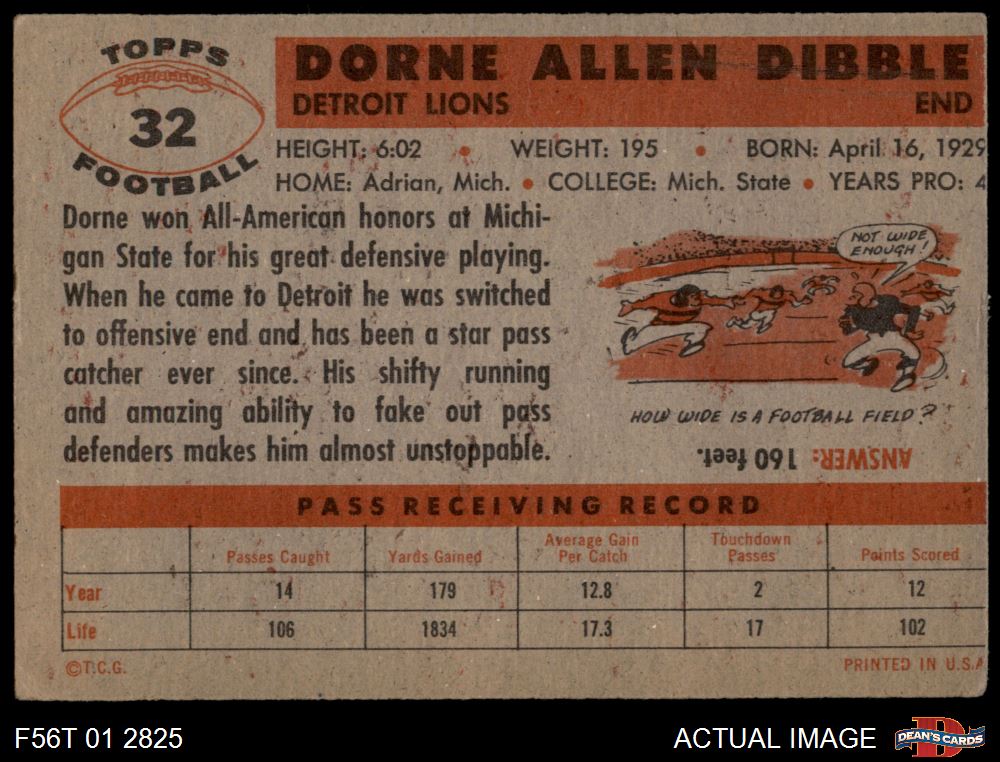 TOPPS
32
FOOTBALL
DORNE ALLEN DIBBLE
DETROIT LIONS END
HEIGHT: 6:02 • WEIGHT: 195 • BORN: April 16, 1929
HOME: Adrian, Mich. • COLLEGE: Mich. State • YEARS PRO: 4
Dorne won All-American honors at Michi-
gan State for his great defensive playing.
When he came to Detroit he was switched
to offensive end and has been a star pass
catcher ever since. His shifty running
and amazing ability to fake out pass
defenders makes him almost unstoppable.
NOT WIDE
ENOUGH!
HOW WIDE IS A FOOTBALL FIELD?
ANSWER: 160 feet.
PASS RECEIVING RECORD
Passes Caught Yards Gained Average Gain Per Catch Touchdown Passes Points Scored
Year 14 179 12.8 2 12
Life 106 1834 17.3 17 102
©T.C.G. PRINTED IN U.S.A
F56T 01 2825 ACTUAL IMAGE DEAN'S CARDS